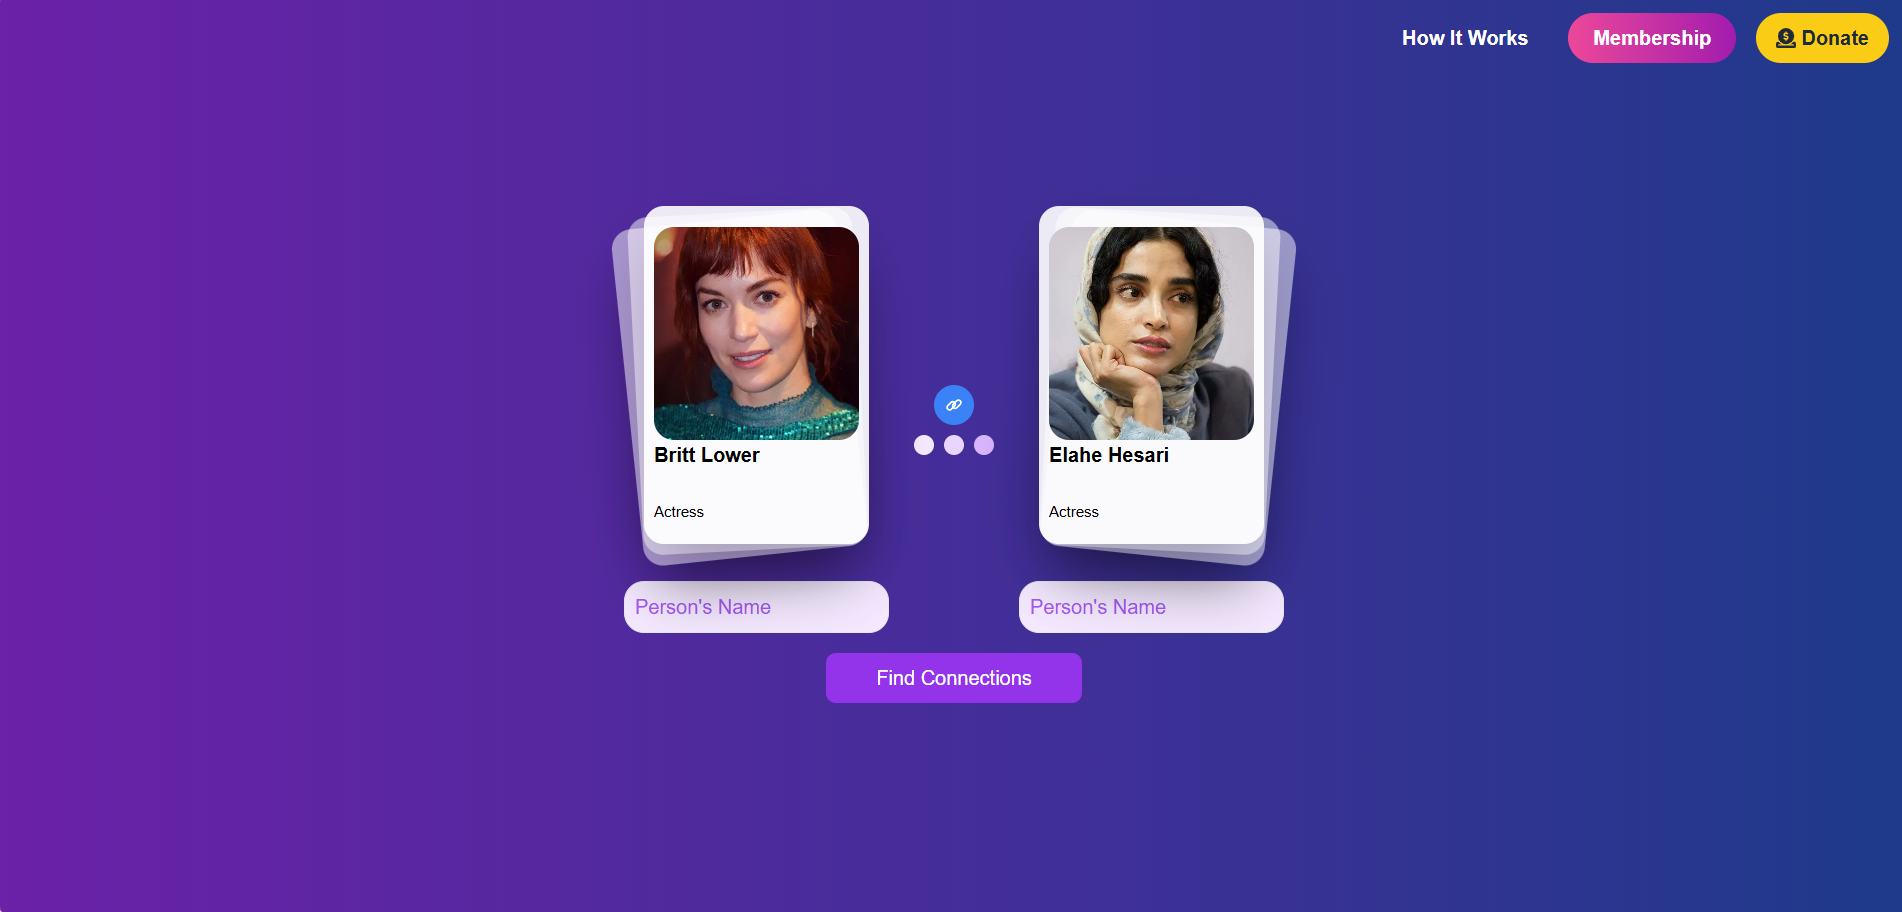 How It Works
Membership
Donate
Britt Lower
Actress
Elahe Hesari
Actress
Person's Name
Person's Name
Find Connections